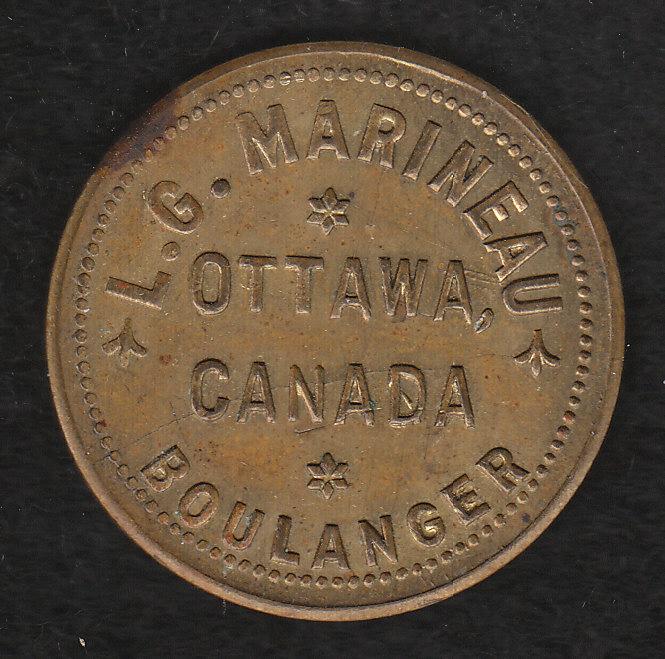 L. G. MARINEAU
OTTAWA,
CANADA
BOULANGER